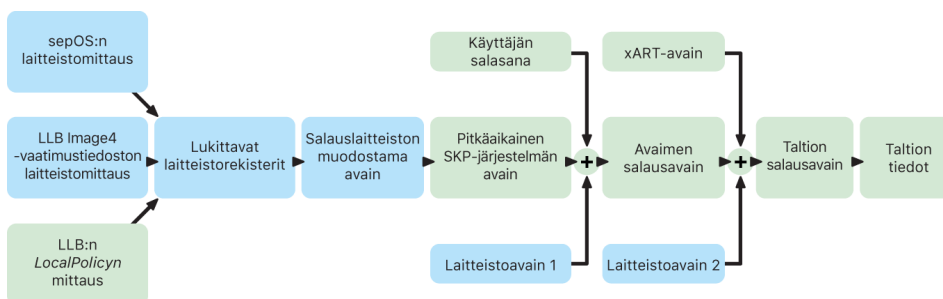 sepOS:n
laitteistomittaus
LLB Image4
-vaatimustiedoston
laitteistomittaus
LLB:n
LocalPolicyn
mittaus
Lukittavat
laitteistorekisterit
Salauslaitteiston
muodostama
avain
Käyttäjän
salasana
Pitkäaikainen
SKP-järjestelmän
avain
+
Laitteistoavain 1
xART-avain
Avaimen
salausavain
+
Laitteistoavain 2
Taltion
salausavain
Taltion
tiedot